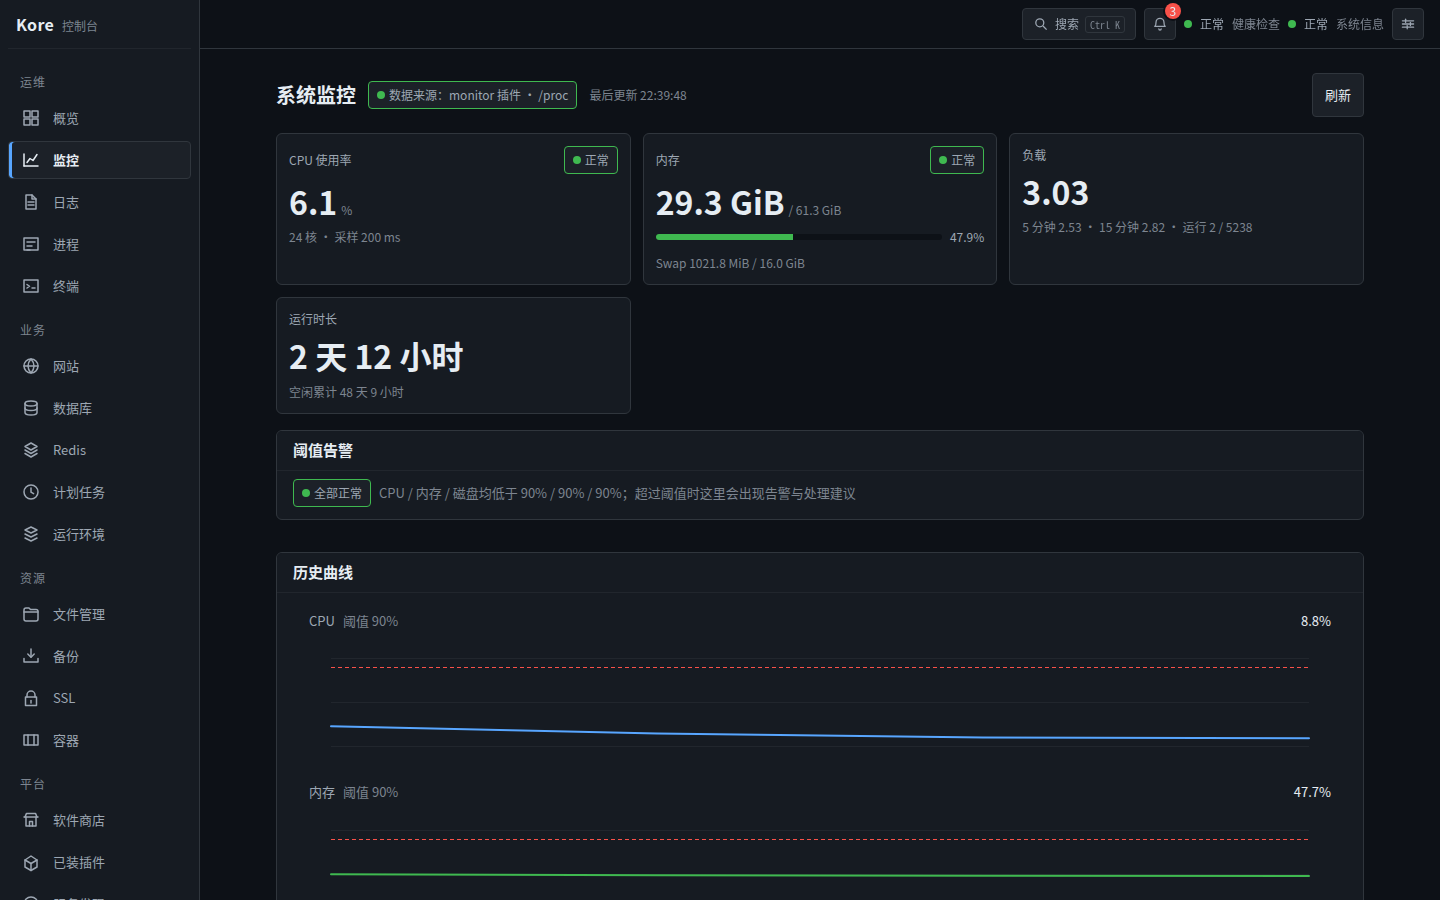 Kore 控制台
搜索 Ctrl K
3
正常 健康检查
正常 系统信息
运维
概览
监控
日志
进程
终端
业务
网站
数据库
Redis
计划任务
运行环境
资源
文件管理
备份
SSL
容器
平台
软件商店
已装插件
系统监控
数据来源：monitor 插件 · /proc
最后更新 22:39:48
刷新
CPU 使用率
正常
6.1 %
24 核 · 采样 200 ms
内存
正常
29.3 GiB / 61.3 GiB
47.9%
Swap 1021.8 MiB / 16.0 GiB
负载
3.03
5 分钟 2.53 · 15 分钟 2.82 · 运行 2 / 5238
运行时长
2 天 12 小时
空闲累计 48 天 9 小时
阈值告警
全部正常 CPU / 内存 / 磁盘均低于 90% / 90% / 90%；超过阈值时这里会出现告警与处理建议
历史曲线
CPU 阈值 90%
8.8%
内存 阈值 90%
47.7%